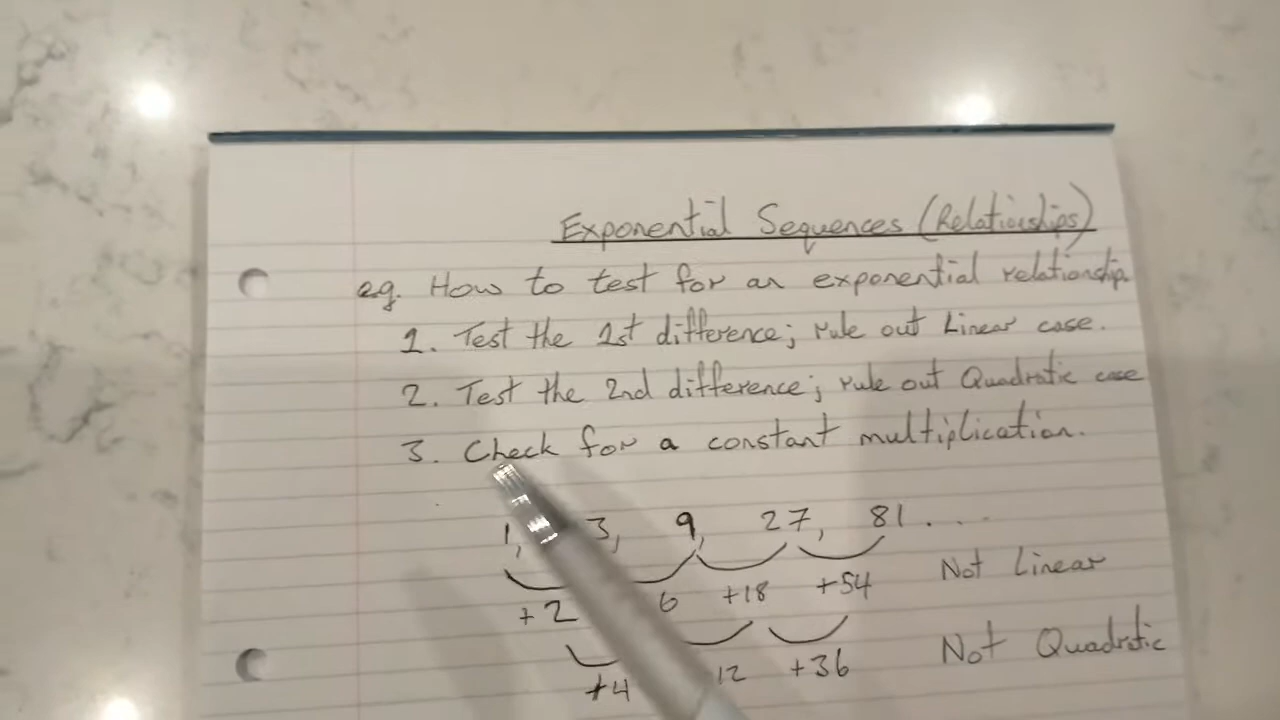 Exponential Sequences (Relationships)
e.g. How to test for an exponential relationship.
1. Test the 1st difference; rule out Linear case.
2. Test the 2nd difference; rule out Quadratic case
3. Check for a constant multiplication.
1, 3, 9, 27, 81 . . .
+2 6 +18 +54 Not Linear
+4 12 +36 Not Quadratic